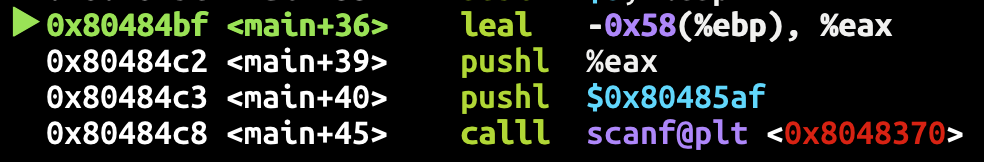 0x80484bf <main+36> leal -0x58(%ebp), %eax
0x80484c2 <main+39> pushl %eax
0x80484c3 <main+40> pushl $0x80485af
0x80484c8 <main+45> calll scanf@plt <0x8048370>